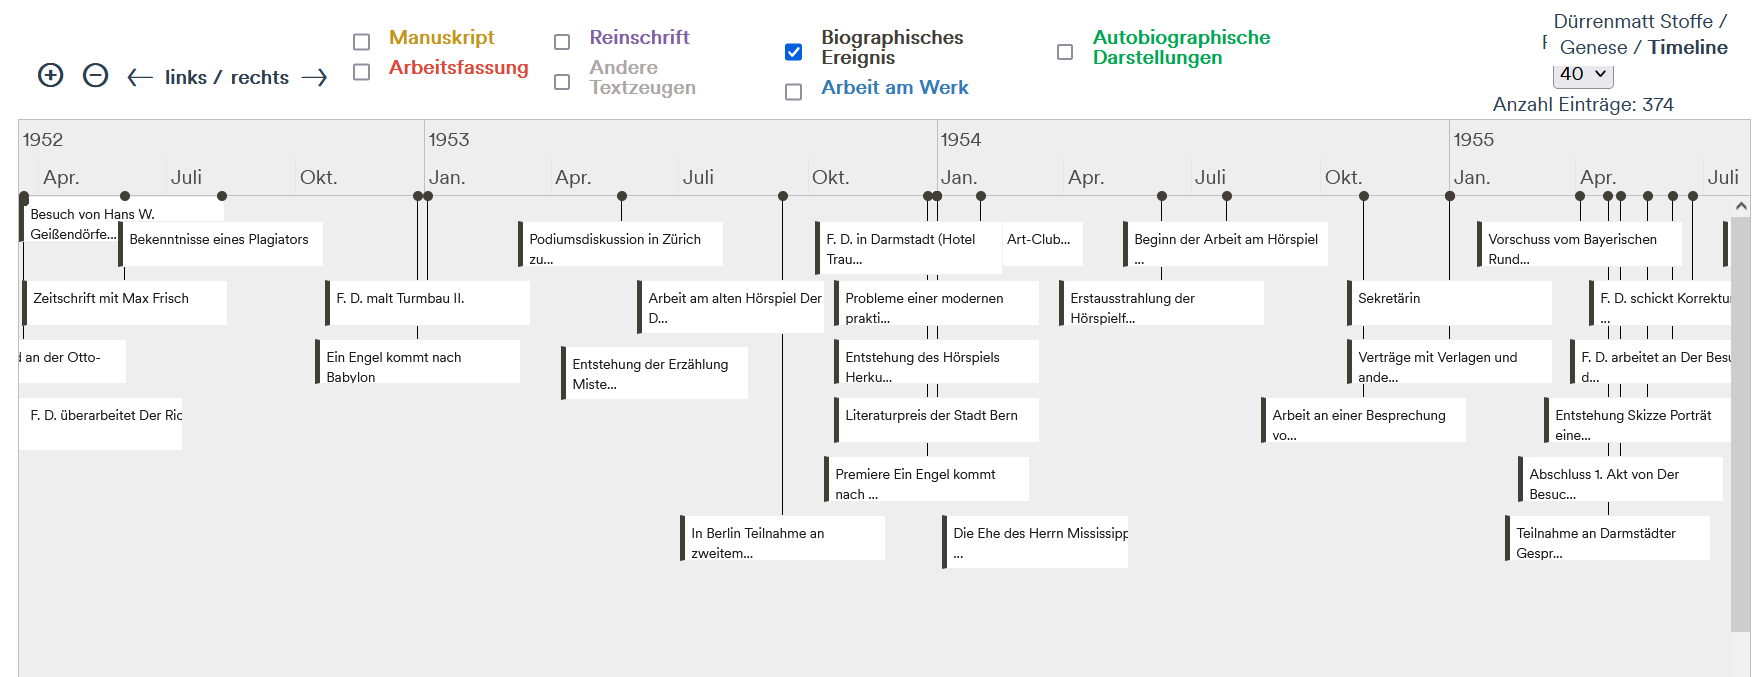 links / rechts
Manuskript
Arbeitsfassung
Reinschrift
Andere
Textzeugen
Biographisches
Ereignis
Arbeit am Werk
Autobiographische
Darstellungen
Dürrenmatt Stoffe /
Genese / Timeline
40
Anzahl Einträge: 374
1952
1953
1954
1955
Apr.
Juli
Okt.
Jan.
Apr.
Juli
Okt.
Jan.
Apr.
Juli
Okt.
Jan.
Apr.
Juli
Besuch von Hans W.
Geißendörfe...
Bekenntnisse eines Plagiators
Podiumsdiskussion in Zürich
zu...
F. D. in Darmstadt (Hotel
Trau...
Art-Club...
Beginn der Arbeit am Hörspiel
...
Vorschuss vom Bayerischen
Rund...
Zeitschrift mit Max Frisch
F. D. malt Turmbau II.
Arbeit am alten Hörspiel Der
D...
Probleme einer modernen
prakti...
Erstausstrahlung der
Hörspielf...
Sekretärin
F. D. schickt Korrektu
...
an der Otto-
Ein Engel kommt nach
Babylon
Entstehung der Erzählung
Miste...
Entstehung des Hörspiels
Herku...
Verträge mit Verlagen und
ande...
F. D. arbeitet an Der Besu
d...
F. D. überarbeitet Der Ric
Literaturpreis der Stadt Bern
Arbeit an einer Besprechung
vo...
Entstehung Skizze Porträt
eine...
Premiere Ein Engel kommt
nach ...
Abschluss 1. Akt von Der
Besuc...
In Berlin Teilnahme an
zweitem...
Die Ehe des Herrn Mississipp
...
Teilnahme an Darmstädter
Gespr...